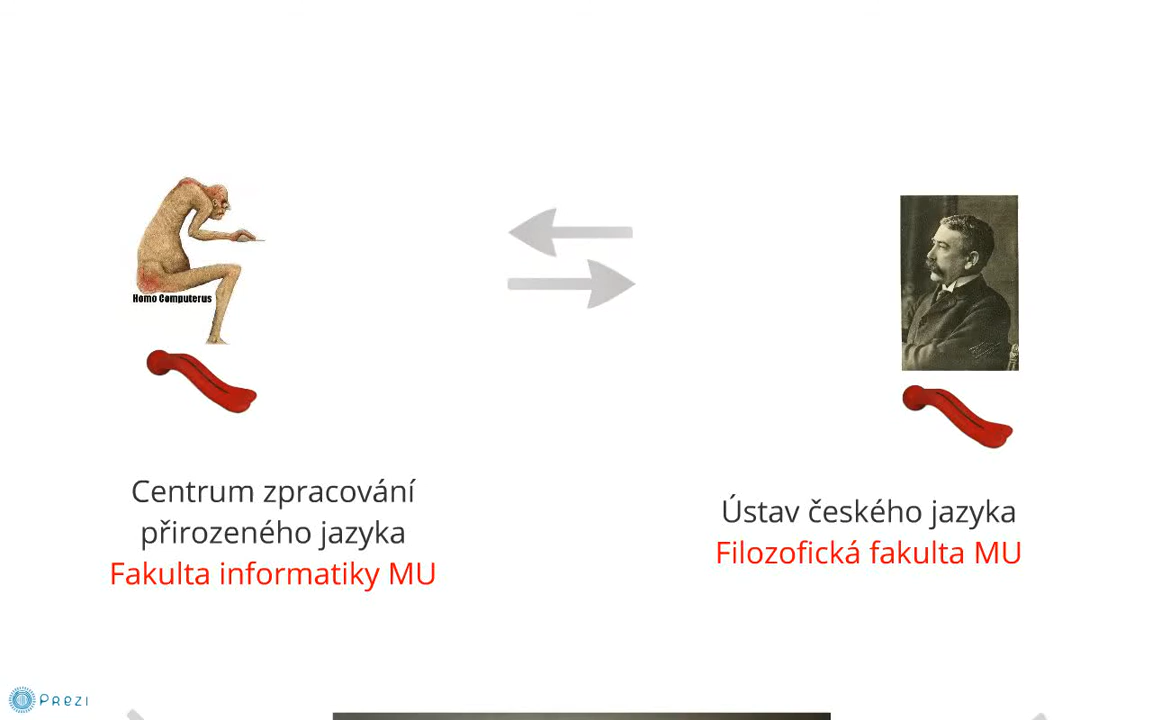 Homo Computerus
Centrum zpracování
přirozeného jazyka
Fakulta informatiky MU
Ústav českého jazyka
Filozofická fakulta MU
Prezi